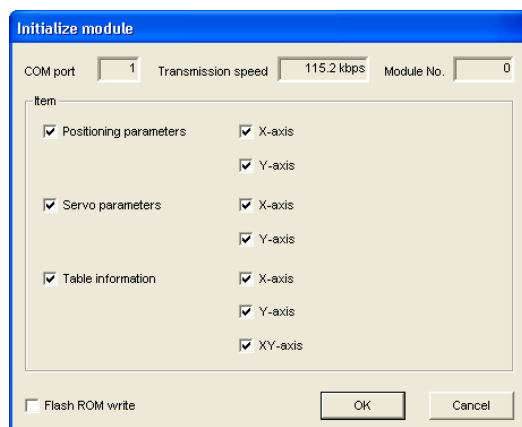 Initialize module
COM port 1 Transmission speed 115.2 kbps Module No. 0
Item
Positioning parameters X-axis
Y-axis
Servo parameters X-axis
Y-axis
Table information X-axis
Y-axis
XY-axis
Flash ROM write OK Cancel